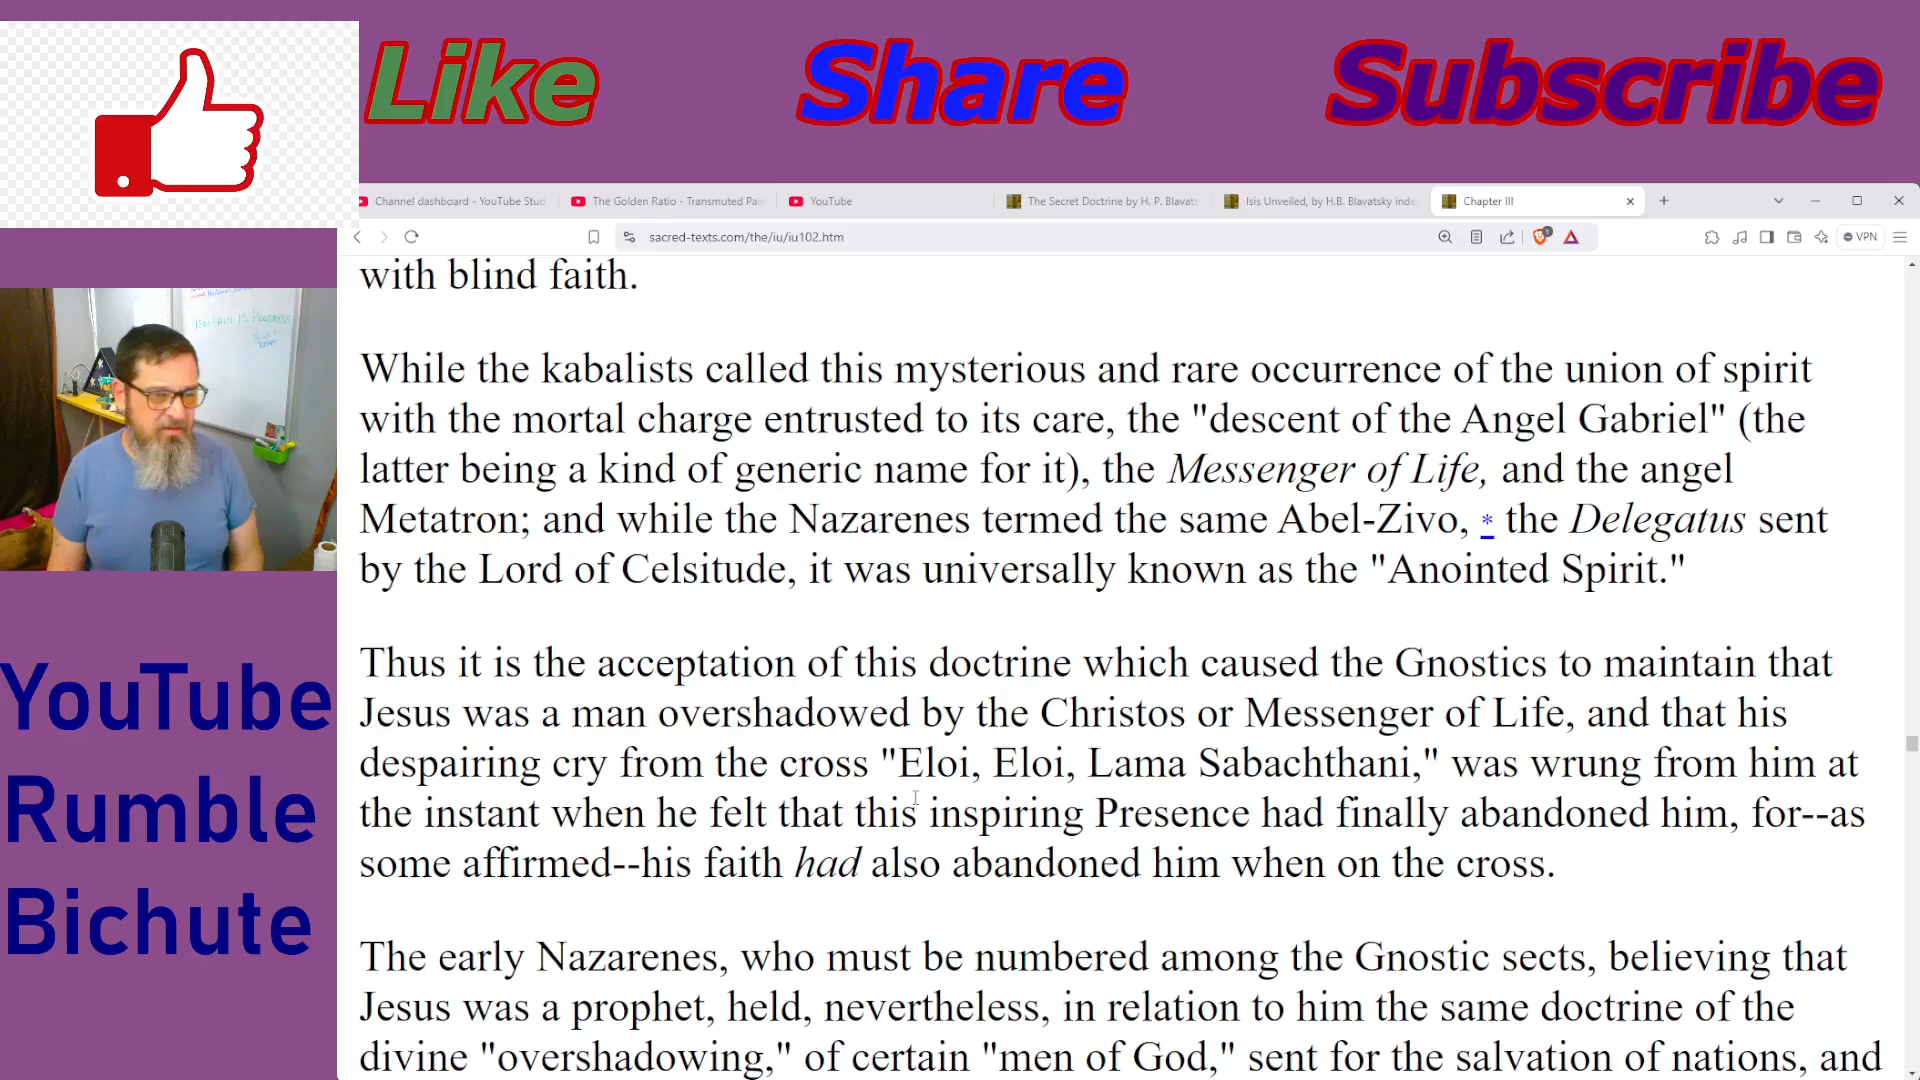 Like Share Subscribe
Channel dashboard - YouTube Stud
The Golden Ratio - Transmuted Pai
YouTube
The Secret Doctrine by H. P. Blavats
Isis Unveiled, by H.B. Blavatsky inde
Chapter III
sacred-texts.com/the/iu/iu102.htm
1
VPN
with blind faith.
While the kabalists called this mysterious and rare occurrence of the union of spirit
with the mortal charge entrusted to its care, the "descent of the Angel Gabriel" (the
latter being a kind of generic name for it), the Messenger of Life, and the angel
Metatron; and while the Nazarenes termed the same Abel-Zivo, * the Delegatus sent
by the Lord of Celsitude, it was universally known as the "Anointed Spirit."
Thus it is the acceptation of this doctrine which caused the Gnostics to maintain that
Jesus was a man overshadowed by the Christos or Messenger of Life, and that his
despairing cry from the cross "Eloi, Eloi, Lama Sabachthani," was wrung from him at
the instant when he felt that this inspiring Presence had finally abandoned him, for--as
some affirmed--his faith had also abandoned him when on the cross.
The early Nazarenes, who must be numbered among the Gnostic sects, believing that
Jesus was a prophet, held, nevertheless, in relation to him the same doctrine of the
divine "overshadowing," of certain "men of God," sent for the salvation of nations, and
YouTube
Rumble
Bichute